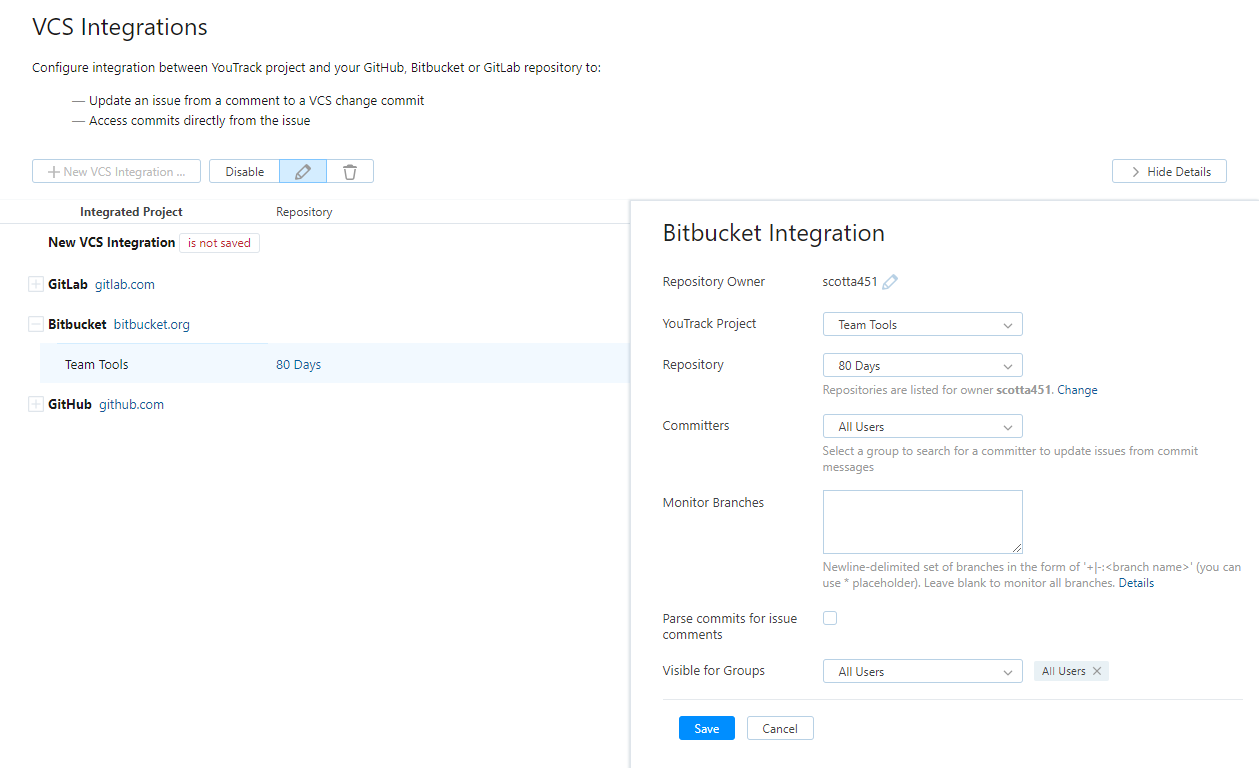 VCS Integrations
Configure integration between YouTrack project and your GitHub, Bitbucket or GitLab repository to:
— Update an issue from a comment to a VCS change commit
— Access commits directly from the issue
New VCS Integration ...
Disable
Hide Details
Integrated Project
Repository
New VCS Integration is not saved
GitLab gitlab.com
Bitbucket bitbucket.org
Team Tools
80 Days
GitHub github.com
Bitbucket Integration
Repository Owner
scotta451
YouTrack Project
Team Tools
Repository
80 Days
Repositories are listed for owner scotta451. Change
Committers
All Users
Select a group to search for a committer to update issues from commit
messages
Monitor Branches
Newline-delimited set of branches in the form of '+|-:<branch name>' (you can
use * placeholder). Leave blank to monitor all branches. Details
Parse commits for issue
comments
Visible for Groups
All Users
All Users
Save
Cancel